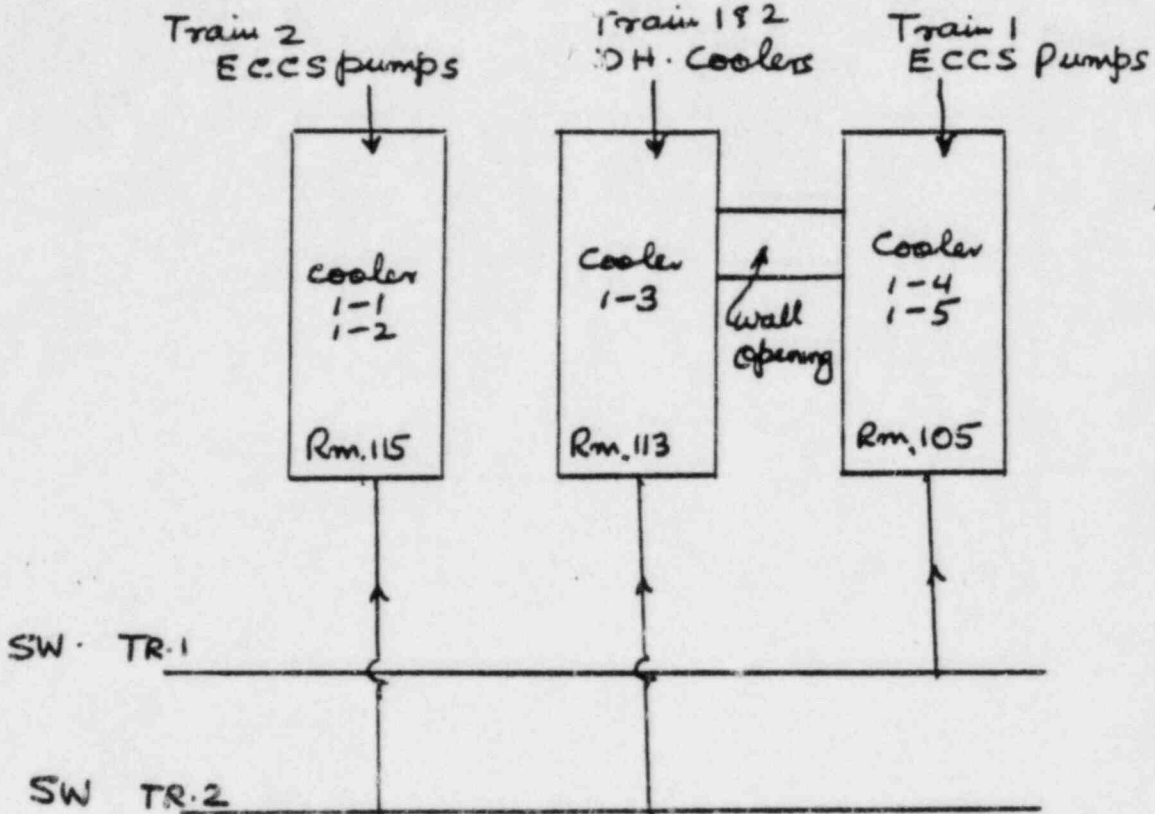 Train 2
ECCS pumps
Train 1&2
DH. Coolers
Train 1
ECCS Pumps
Cooler
1-1
1-2
Rm.115
Cooler
1-3
Rm.113
wall
opening
Cooler
1-4
1-5
Rm.105
SW. TR.1
SW TR.2